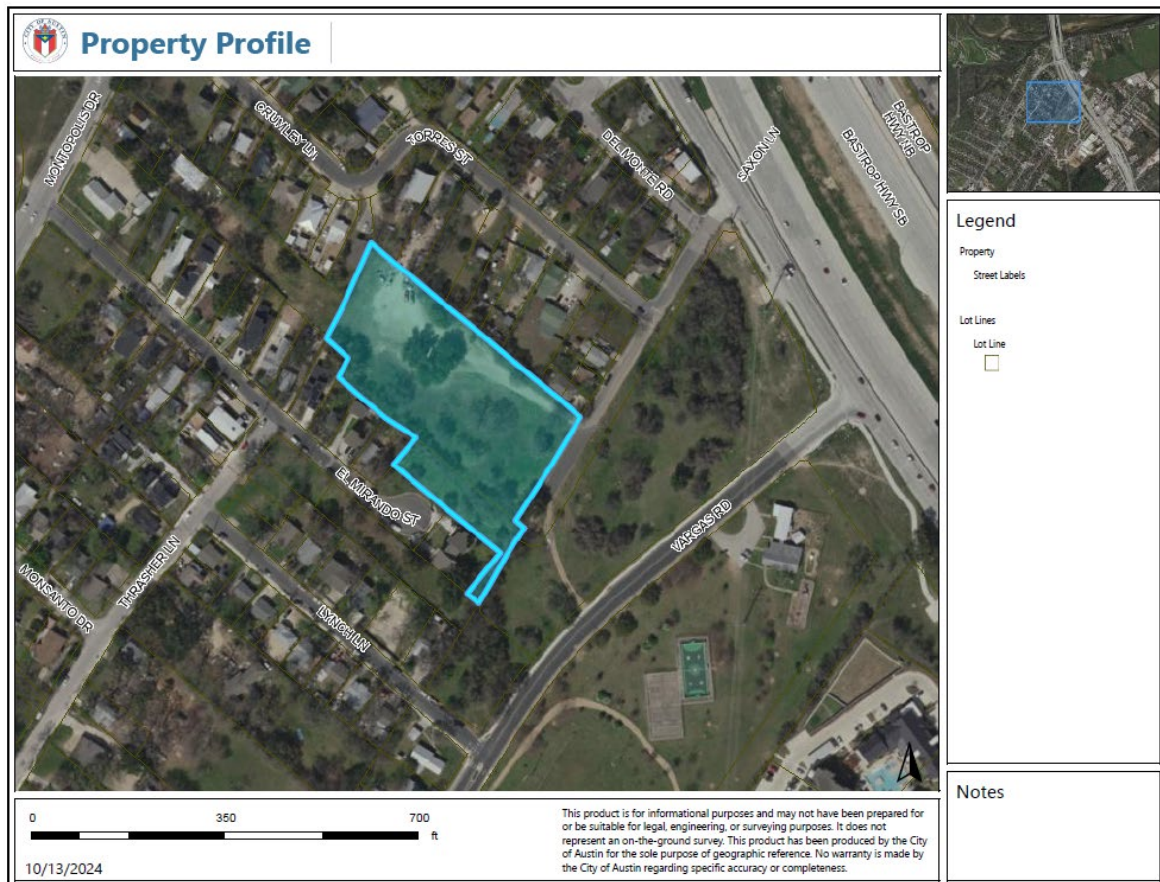 CITY OF AUSTIN
Property Profile
MONTOPOLIS DR
CRUMLEY LN
TORRES ST
DEL MONTE RD
SAXON LN
BASTROP HWY SB
BASTROP
HWY NB
EL MIRANDO ST
VARGAS RD
THRASHER LN
MONSANTO DR
LYNCH LN
Legend
Property
Street Labels
Lot Lines
Lot Line
Notes
0 350 700
ft
10/13/2024
This product is for informational purposes and may not have been prepared for
or be suitable for legal, engineering, or surveying purposes. It does not
represent an on-the-ground survey. This product has been produced by the City
of Austin for the sole purpose of geographic reference. No warranty is made by
the City of Austin regarding specific accuracy or completeness.